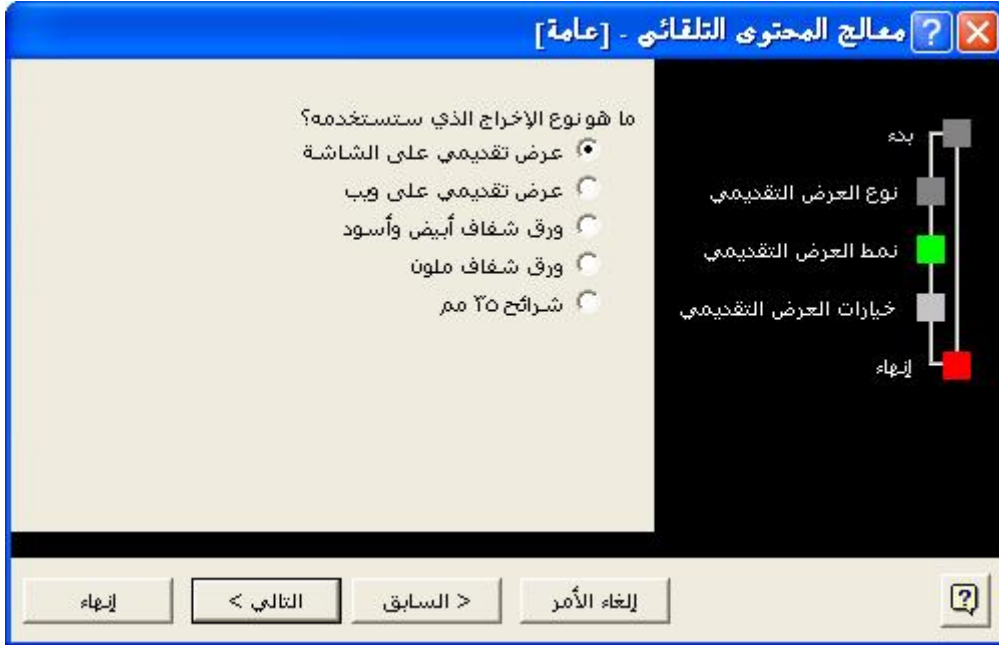 معالج المحتوى التلقائي - [عامة]
بدء
نوع العرض التقديمي
نمط العرض التقديمي
خيارات العرض التقديمي
إنهاء
ما هو نوع الإخراج الذي ستستخدمه؟
عرض تقديمي على الشاشة
عرض تقديمي على ويب
ورق شفاف أبيض وأسود
ورق شفاف ملون
شرائح ٣٥ مم
إلغاء الأمر
< السابق
التالي >
إنهاء